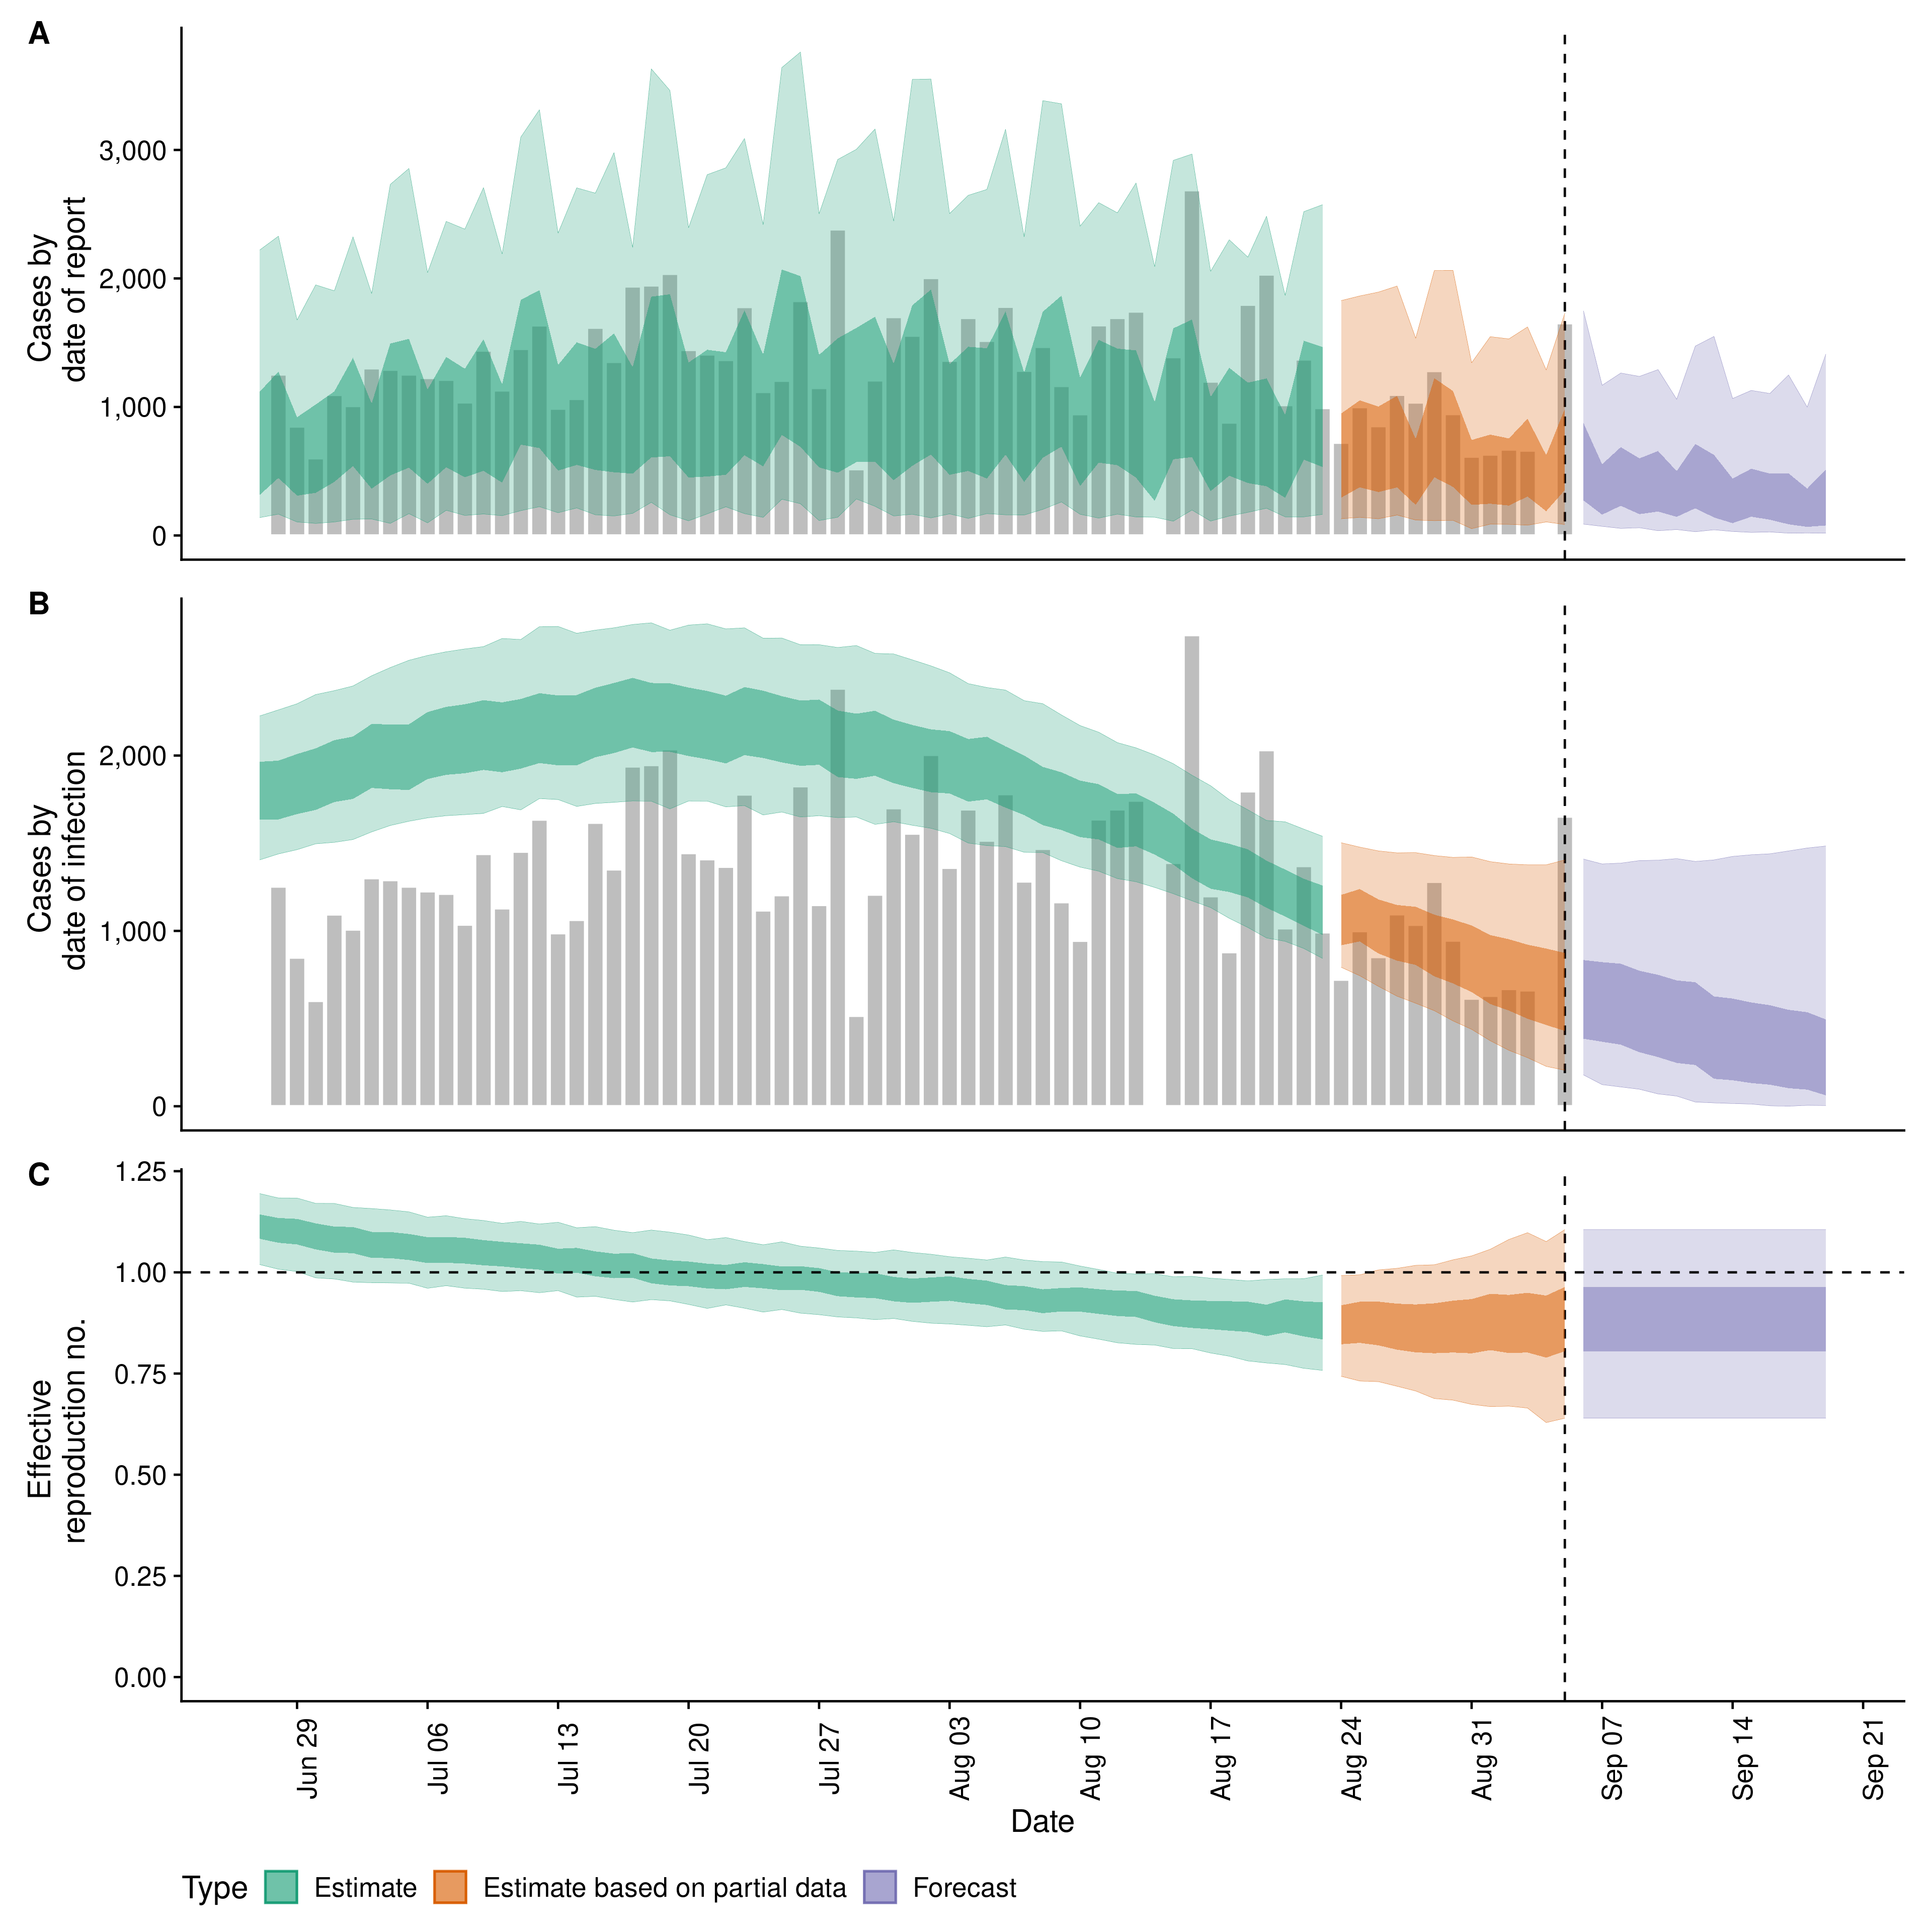 A
Cases by
date of report
3,000
2,000
1,000
0
B
Cases by
date of infection
2,000
1,000
0
C
Effective
reproduction no.
1.25
1.00
0.75
0.50
0.25
0.00
Jun 29
Jul 06
Jul 13
Jul 20
Jul 27
Aug 03
Aug 10
Aug 17
Aug 24
Aug 31
Sep 07
Sep 14
Sep 21
Date
Type Estimate Estimate based on partial data Forecast